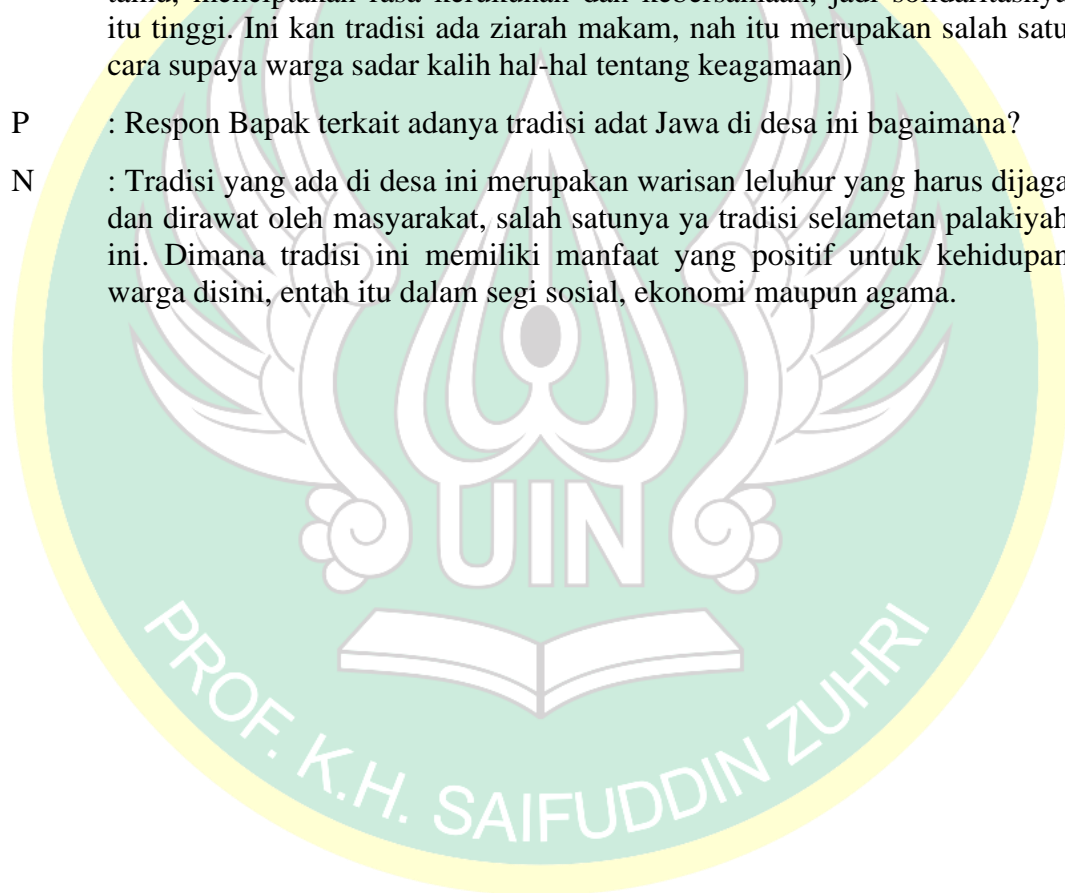 itu tinggi. Ini kan tradisi ada ziarah makam, nah itu merupakan salah satu
cara supaya warga sadar kalih hal-hal tentang keagamaan)
P : Respon Bapak terkait adanya tradisi adat Jawa di desa ini bagaimana?
N : Tradisi yang ada di desa ini merupakan warisan leluhur yang harus dijaga
dan dirawat oleh masyarakat, salah satunya ya tradisi selametan palakiyah
ini. Dimana tradisi ini memiliki manfaat yang positif untuk kehidupan
warga disini, entah itu dalam segi sosial, ekonomi maupun agama.
UIN
PROF. K.H. SAIFUDDIN ZUHRI